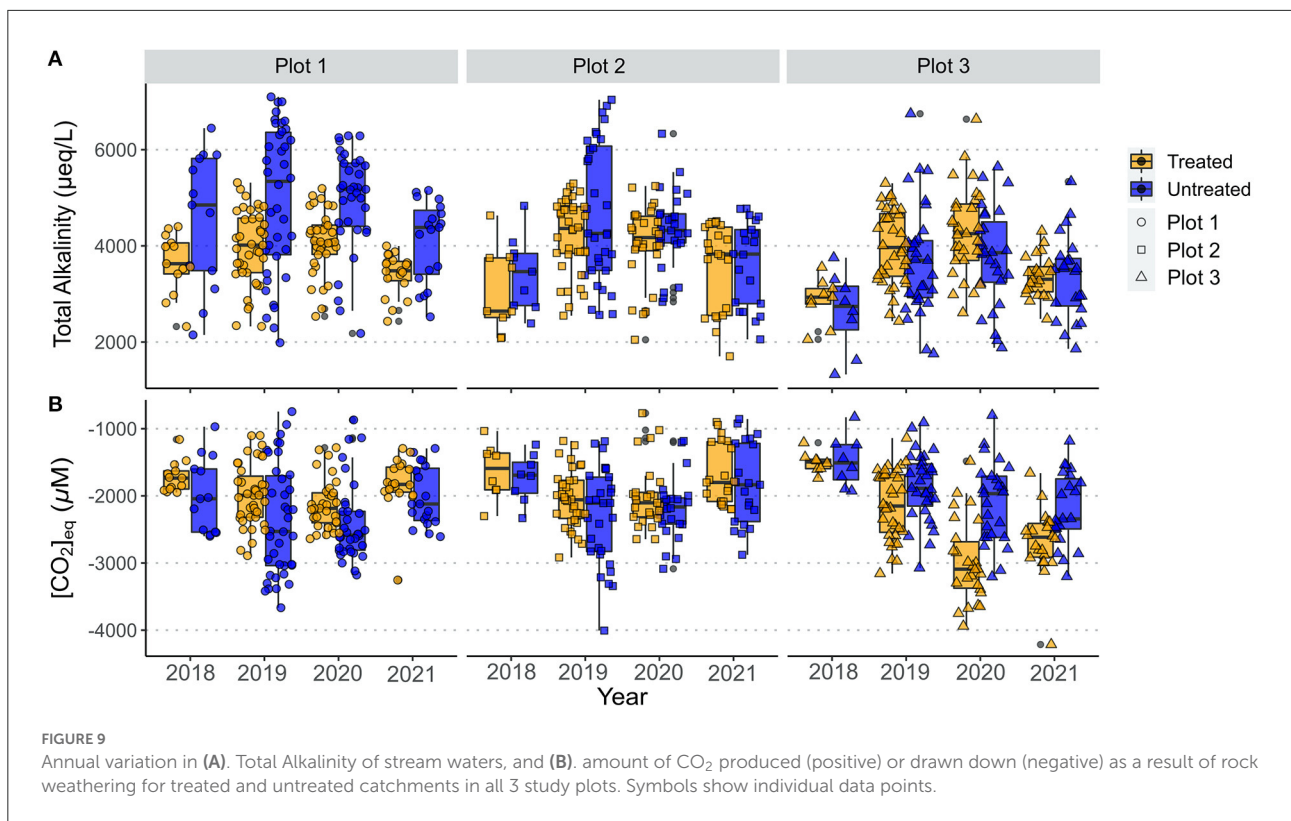 A
Plot 1 Plot 2 Plot 3
Total Alkalinity (µeq/L)
6000
4000
2000
Treated
Untreated
Plot 1
Plot 2
Plot 3
B
[CO₂]eq (µM)
-1000
-2000
-3000
-4000
2018 2019 2020 2021 2018 2019 2020 2021 2018 2019 2020 2021
Year
FIGURE 9
Annual variation in (A). Total Alkalinity of stream waters, and (B). amount of CO₂ produced (positive) or drawn down (negative) as a result of rock
weathering for treated and untreated catchments in all 3 study plots. Symbols show individual data points.